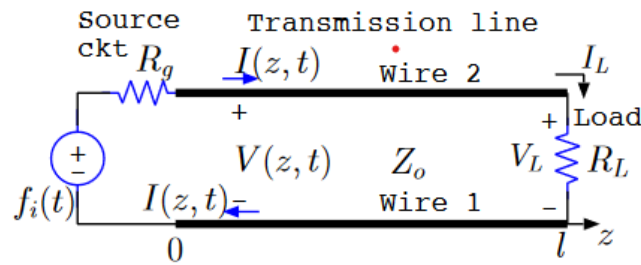 Source Transmission line
ckt
R_g I(z,t) Wire 2 I_L
+ + Load
+ V(z,t) Z_o V_L R_L
−
f_i(t) I(z,t) − Wire 1 −
0 l z